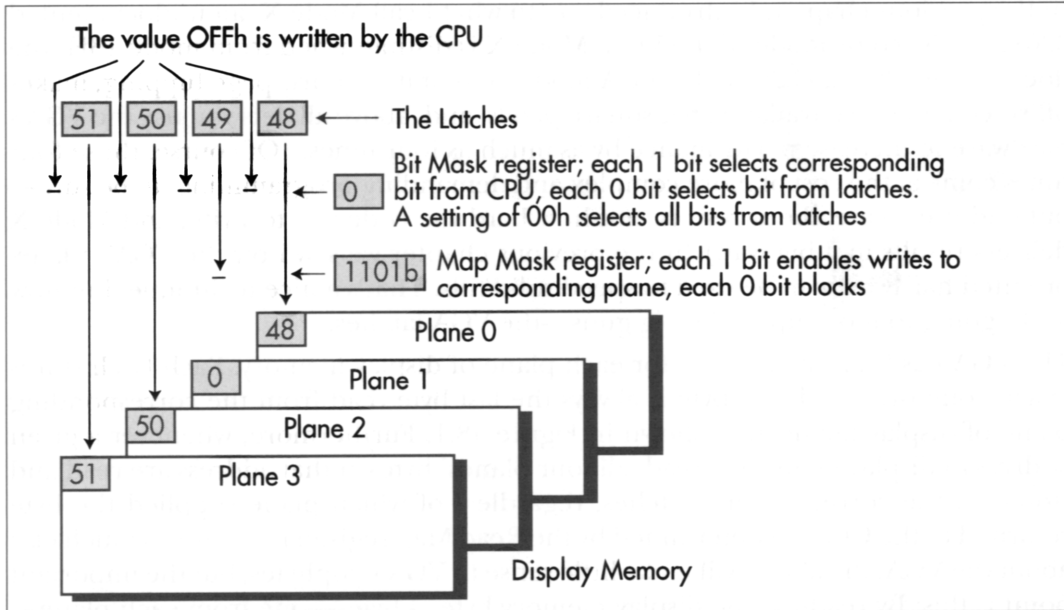 The value OFFh is written by the CPU
51 50 49 48
The Latches
Bit Mask register; each 1 bit selects corresponding
0
bit from CPU, each 0 bit selects bit from latches.
A setting of 00h selects all bits from latches
1101b
Map Mask register; each 1 bit enables writes to
corresponding plane, each 0 bit blocks
48 Plane 0
0 Plane 1
50 Plane 2
51 Plane 3
Display Memory